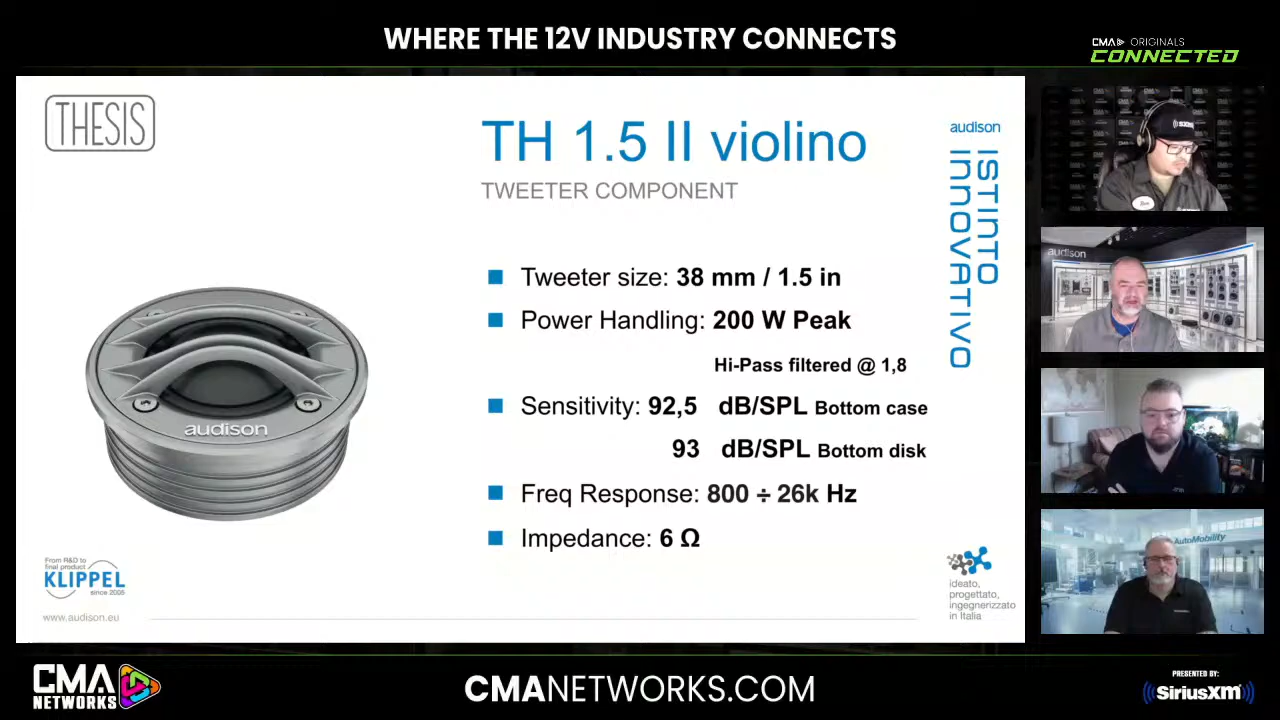 WHERE THE 12V INDUSTRY CONNECTS
CMA ORIGINALS
CONNECTED
THESIS
TH 1.5 II violino
TWEETER COMPONENT
audison
ISTINTO
INNOVATIVO
Tweeter size: 38 mm / 1.5 in
Power Handling: 200 W Peak
Hi-Pass filtered @ 1,8
Sensitivity: 92,5 dB/SPL Bottom case
93 dB/SPL Bottom disk
Freq Response: 800 ÷ 26k Hz
Impedance: 6 Ω
audison
From R&D to
final product
KLIPPEL
since 2005
www.audison.eu
ideato,
progettato,
ingegnerizzato
in Italia
audison
AutoMobility
CMA
NETWORKS
CMANETWORKS.COM
PRESENTED BY:
SiriusXM